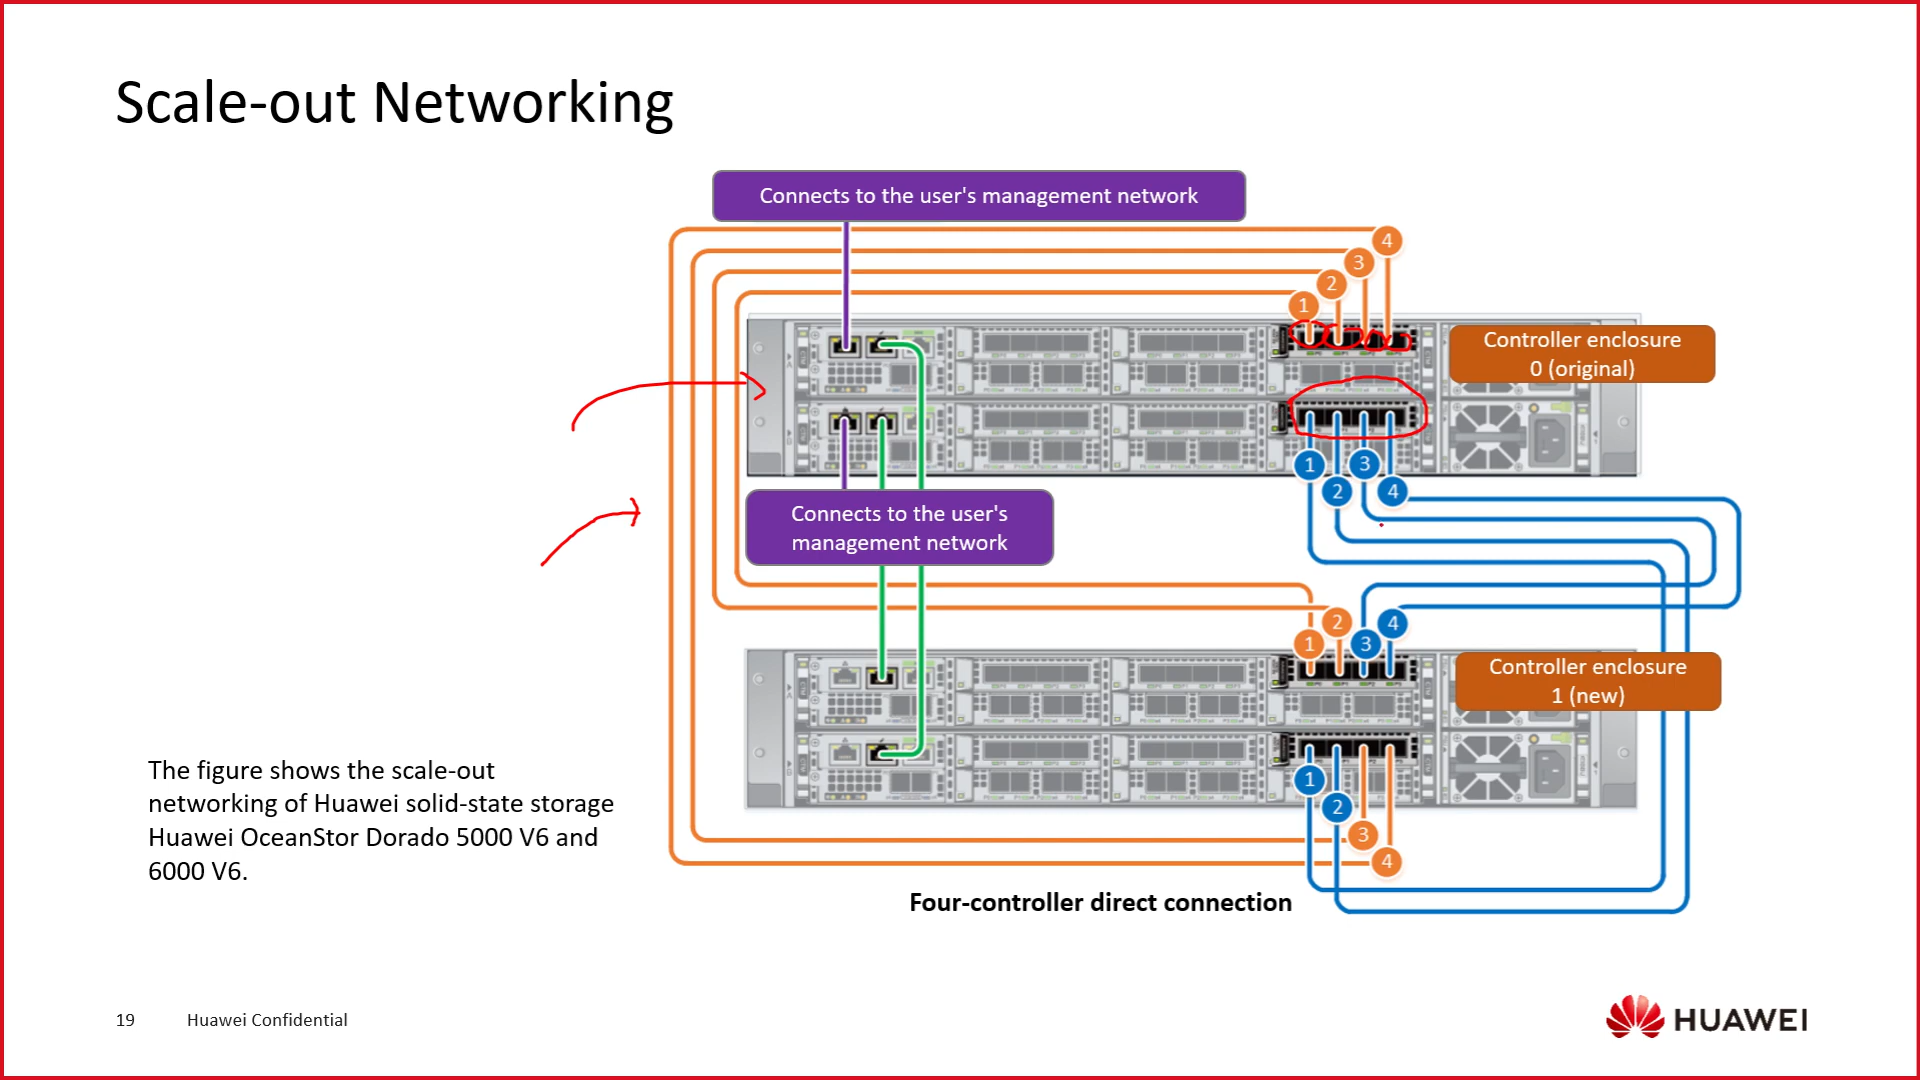 Scale-out Networking
Connects to the user's management network
4
3
2
1
Controller enclosure
0 (original)
1
3
2
4
Connects to the user's
management network
2
4
1
3
Controller enclosure
1 (new)
1
2
3
4
The figure shows the scale-out
networking of Huawei solid-state storage
Huawei OceanStor Dorado 5000 V6 and
6000 V6.
Four-controller direct connection
19
Huawei Confidential
HUAWEI